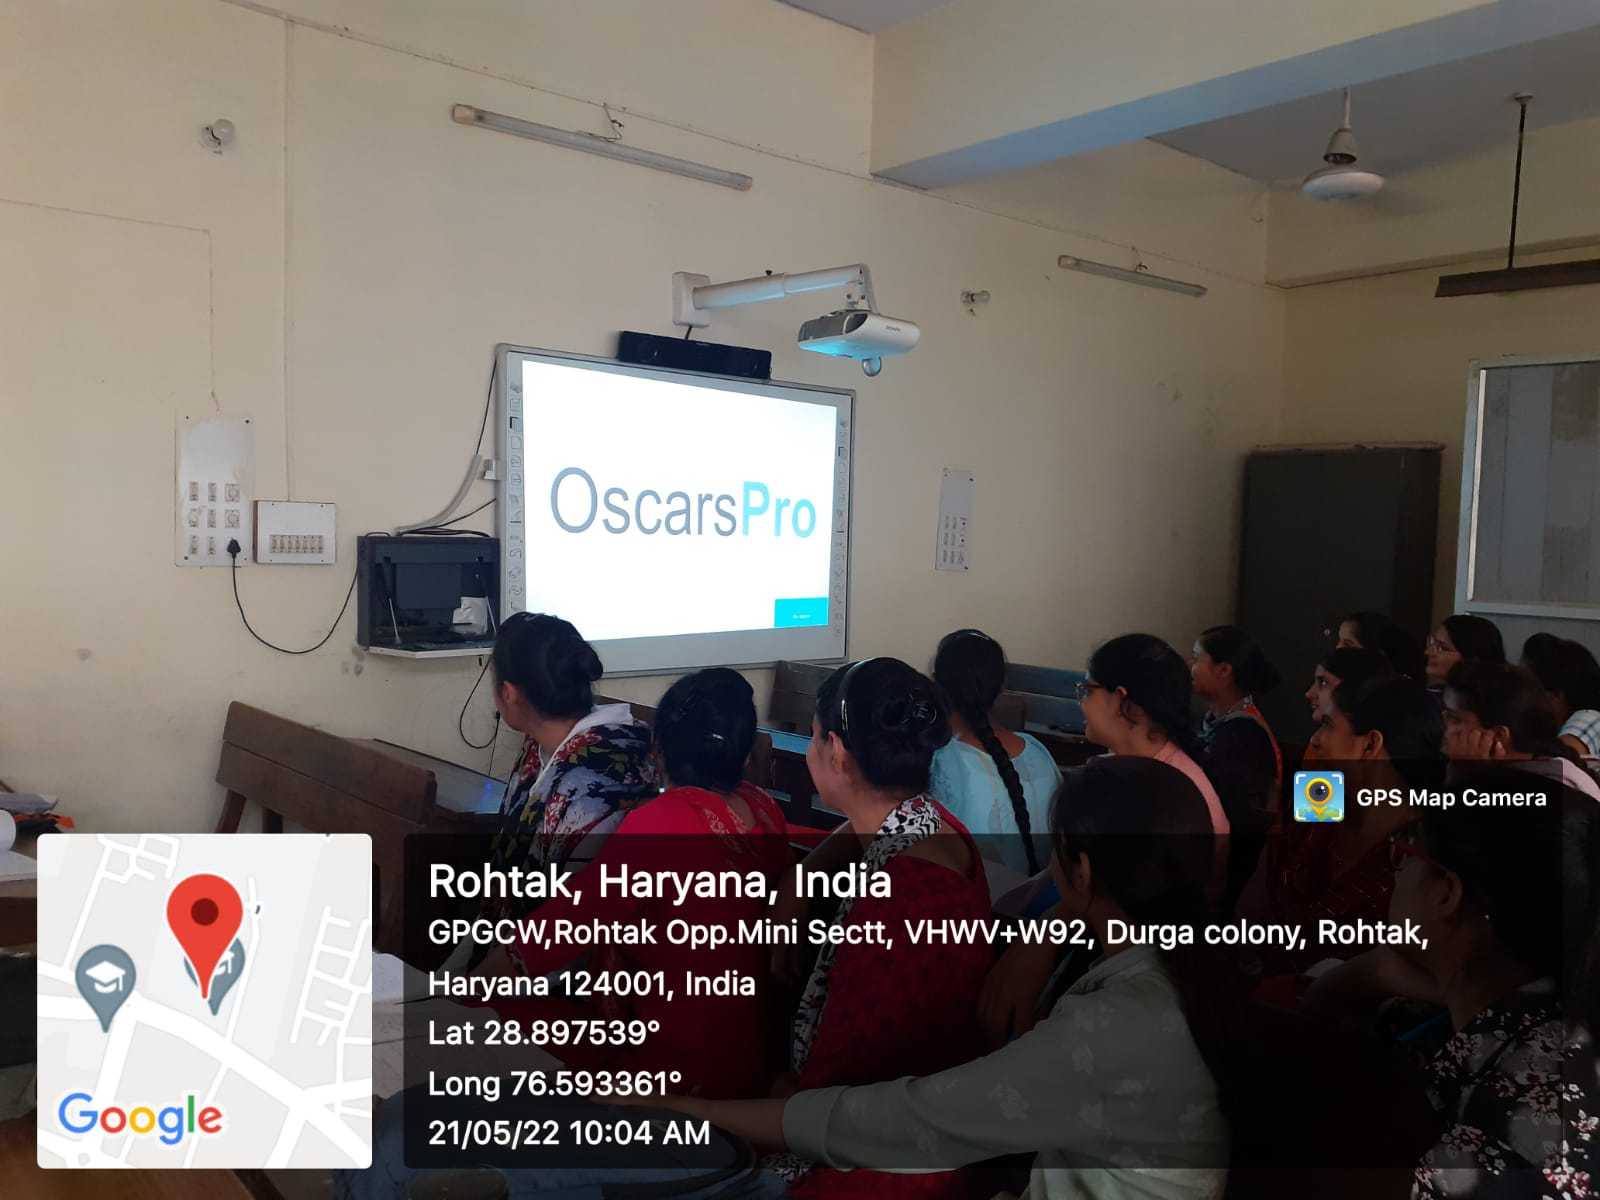 OscarsPro
GPS Map Camera
Rohtak, Haryana, India
GPGCW,Rohtak Opp.Mini Sectt, VHWV+W92, Durga colony, Rohtak,
Haryana 124001, India
Lat 28.897539°
Long 76.593361°
21/05/22 10:04 AM
Google